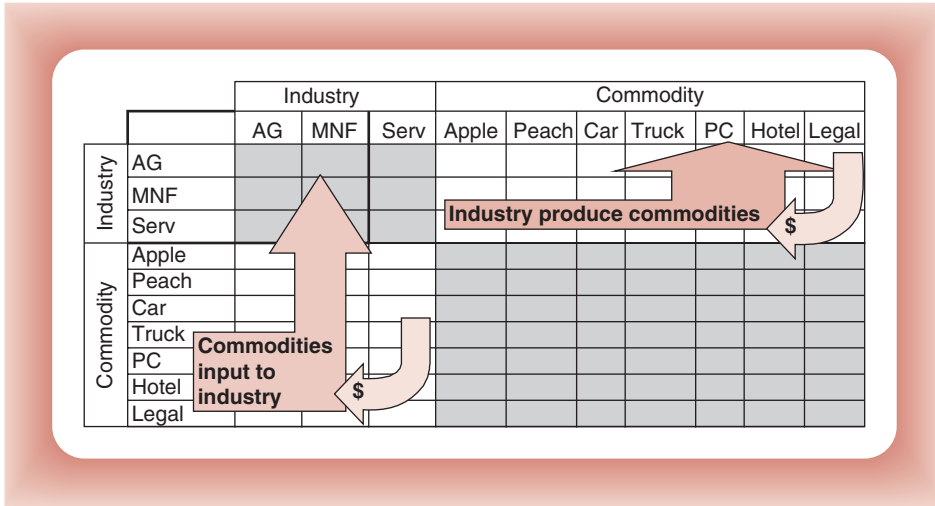 Industry Commodity
AG MNF Serv Apple Peach Car Truck PC Hotel Legal
Industry
AG
MNF
Serv
Industry produce commodities
$
Commodity
Apple
Peach
Car
Truck
PC
Hotel
Legal
Commodities
input to
industry
$